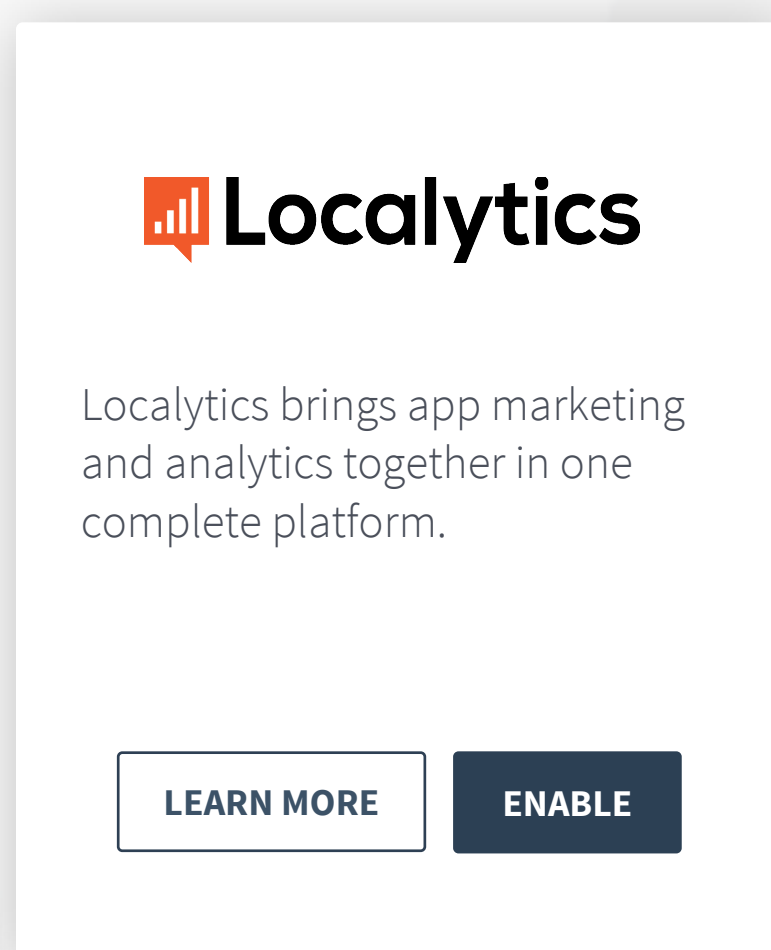 Localytics
Localytics brings app marketing
and analytics together in one
complete platform.
LEARN MORE
ENABLE